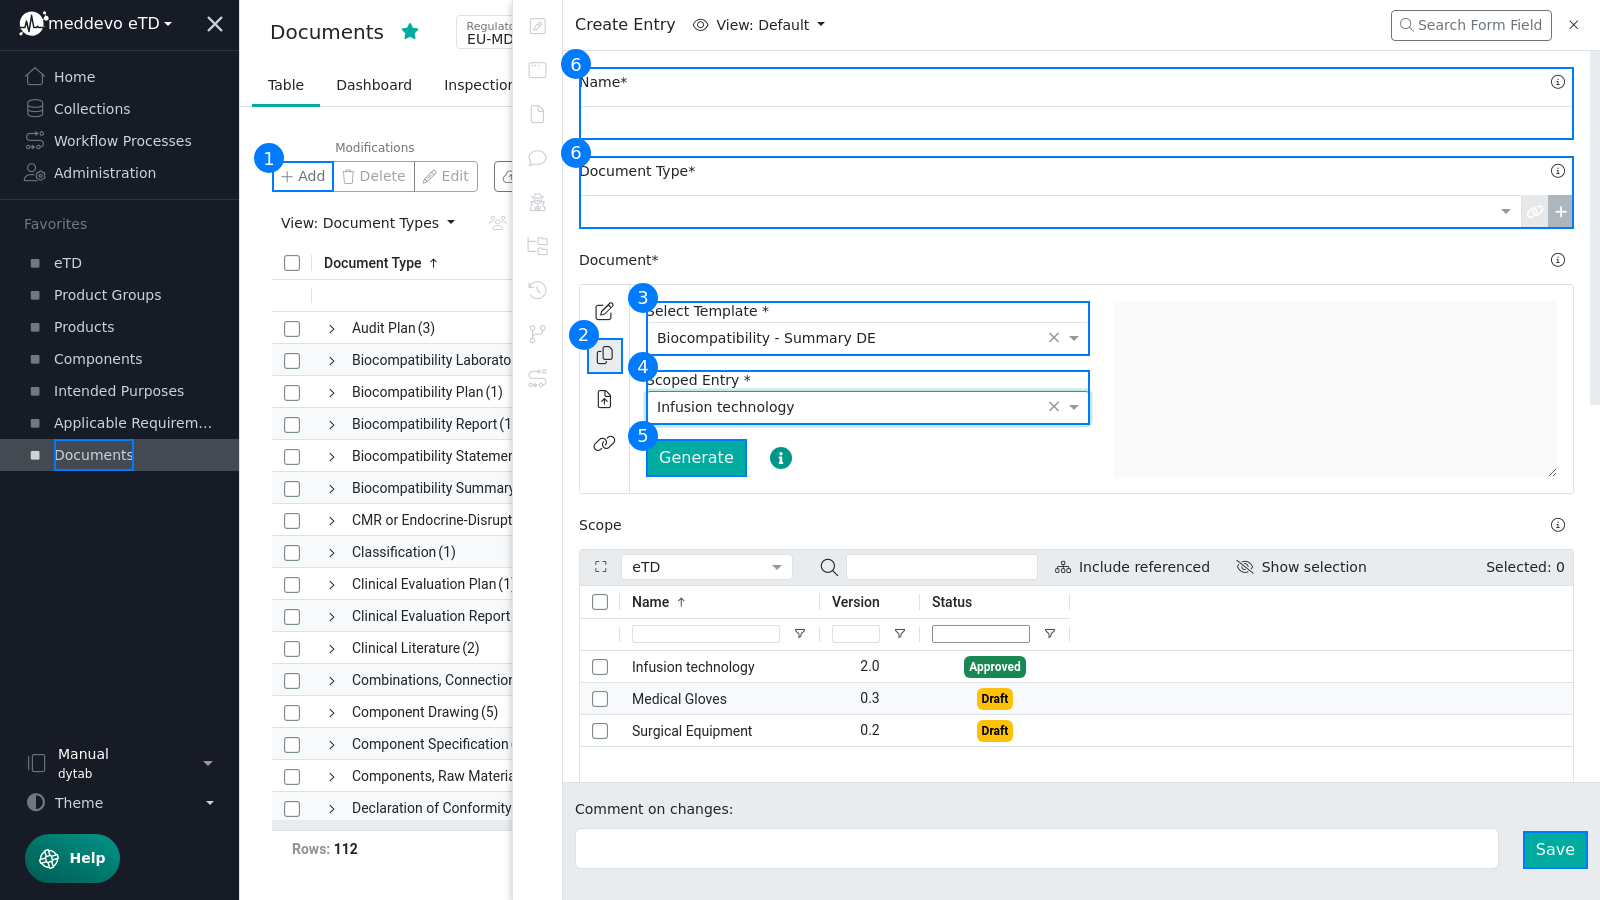 meddevo eTD
Home
Collections
Workflow Processes
Administration
Favorites
eTD
Product Groups
Products
Components
Intended Purposes
Applicable Requirem...
Documents
Manual
dytab
Theme
Help
Documents
EU-MD
Table
Dashboard
Modifications
1
Add
Delete
Edit
View: Document Types
Document Type
Audit Plan (3)
Biocompatibility
Biocompatibility Plan (1)
Biocompatibility Report (1
Biocompatibility
Biocompatibility Summary
CMR or Endocrine-Disrupt
Classification (1)
Clinical Evaluation Plan (1
Clinical Evaluation Report
Clinical Literature (2)
Combinations,
Component Drawing (5)
Component Specification
Components, Raw
Declaration of Conformity
Rows: 112
Create Entry
View: Default
Search Form Field
6
Name*
6
Document Type*
Document*
3
Select Template *
Biocompatibility - Summary DE
2
4
Scoped Entry *
Infusion technology
5
Generate
Scope
eTD
Include referenced
Show selection
Selected: 0
Name
Version
Status
Infusion technology
2.0
Approved
Medical Gloves
0.3
Draft
Surgical Equipment
0.2
Draft
Comment on changes:
Save